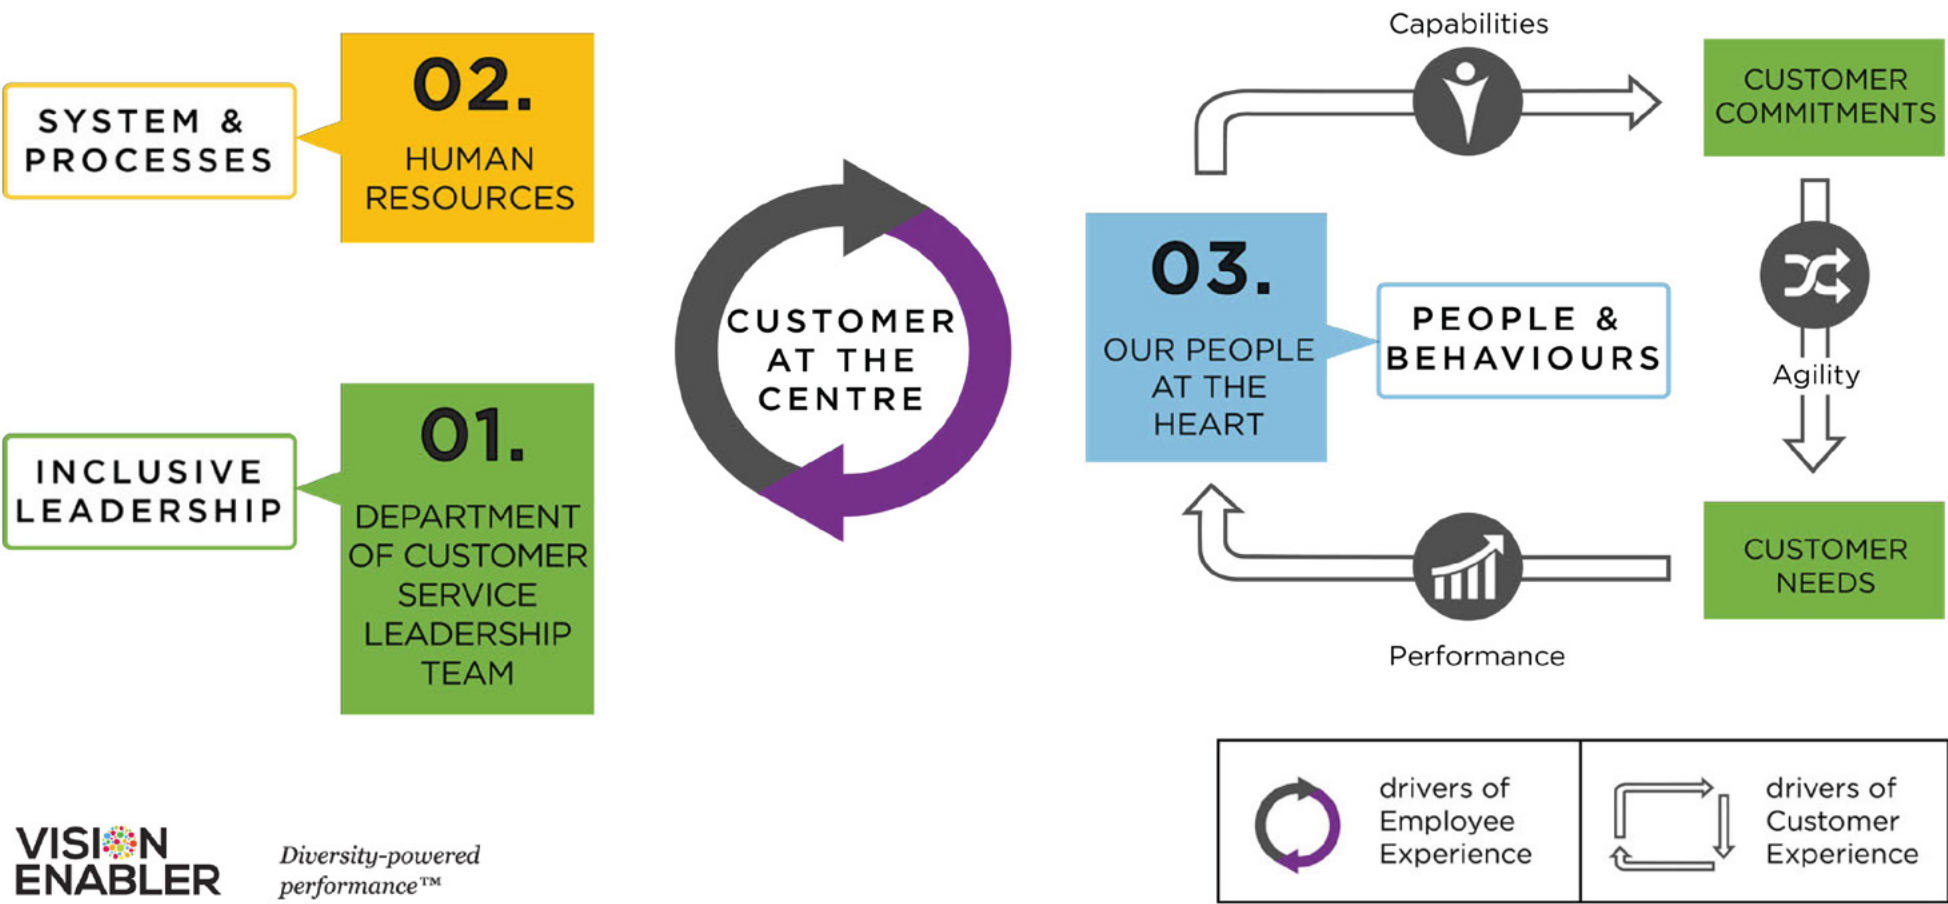 SYSTEM &
PROCESSES
02.
HUMAN
RESOURCES
INCLUSIVE
LEADERSHIP
01.
DEPARTMENT
OF CUSTOMER
SERVICE
LEADERSHIP
TEAM
CUSTOMER
AT THE
CENTRE
03.
OUR PEOPLE
AT THE
HEART
PEOPLE &
BEHAVIOURS
Capabilities
CUSTOMER
COMMITMENTS
Agility
CUSTOMER
NEEDS
Performance
drivers of
Employee
Experience
drivers of
Customer
Experience
VISION
ENABLER
Diversity-powered
performance™